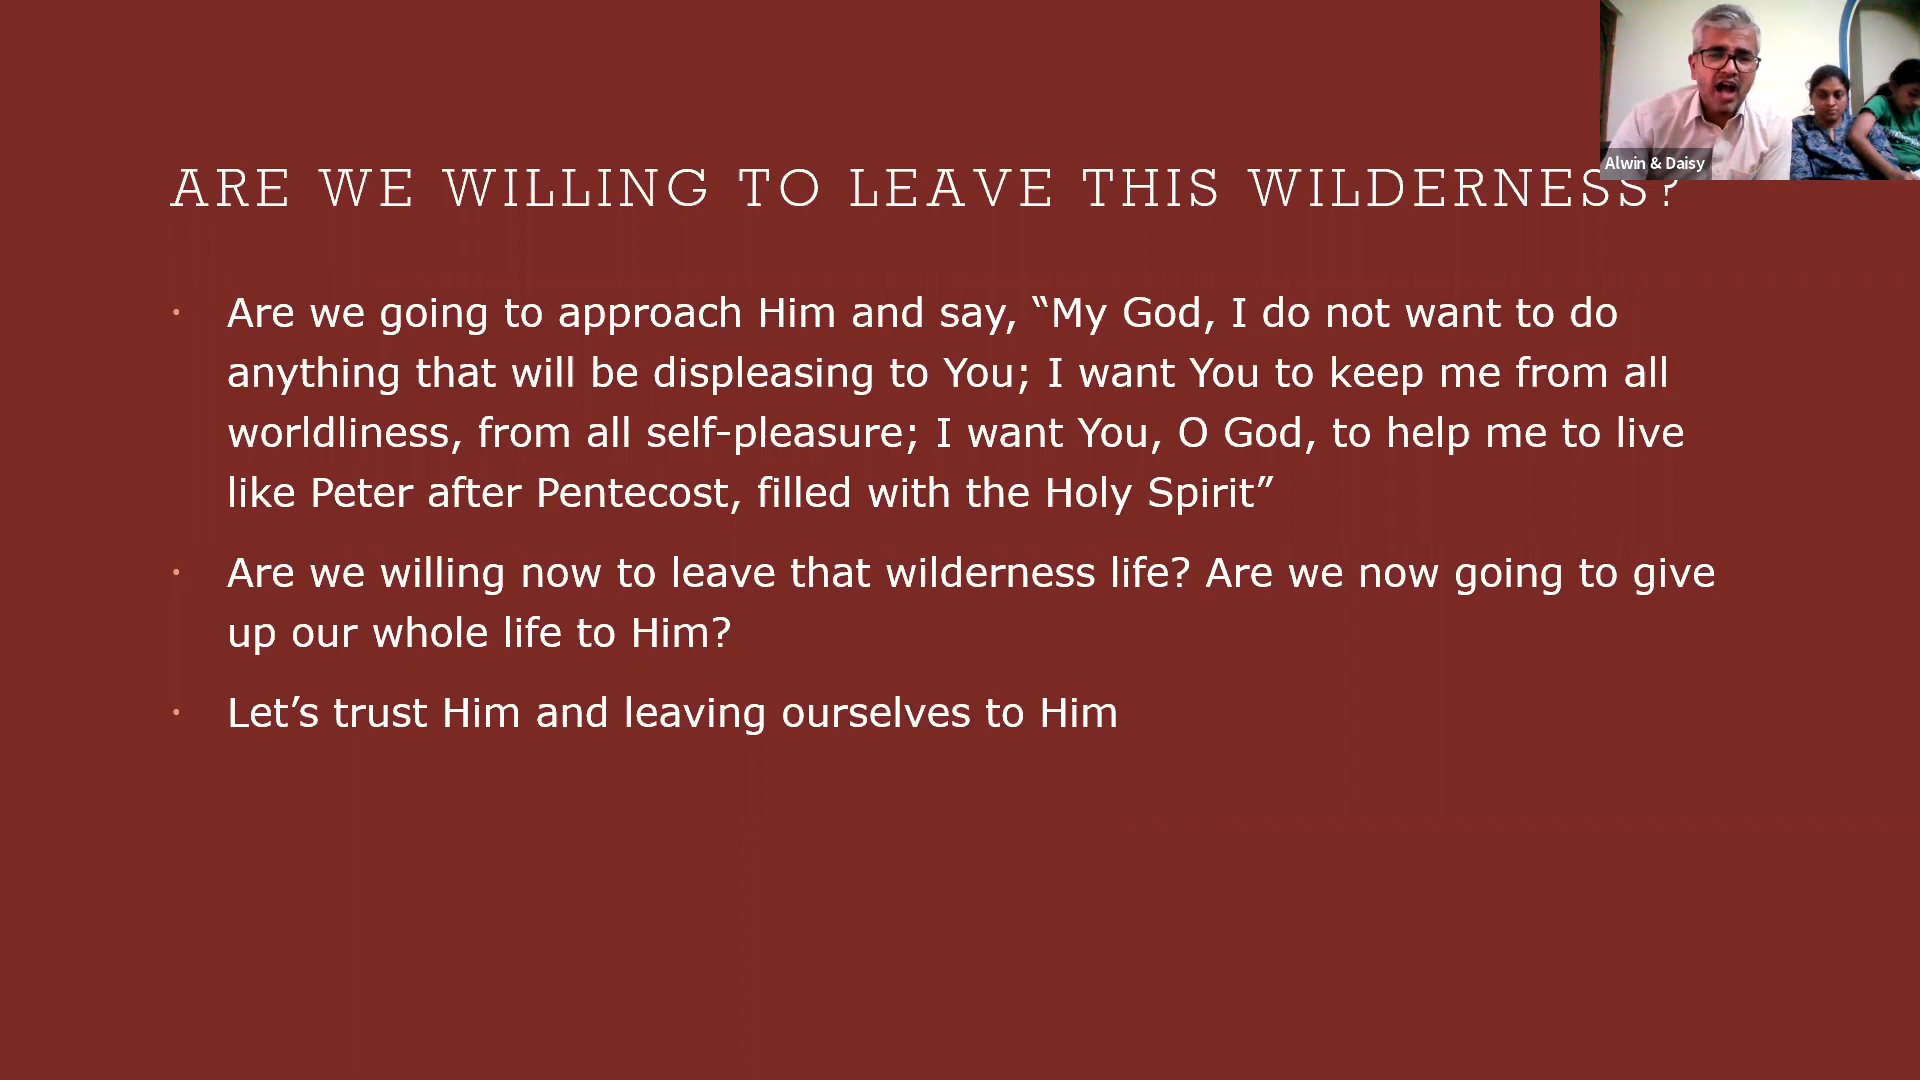 Alwin & Daisy
ARE WE WILLING TO LEAVE THIS WILDERNESS?
· Are we going to approach Him and say, “My God, I do not want to do
anything that will be displeasing to You; I want You to keep me from all
worldliness, from all self-pleasure; I want You, O God, to help me to live
like Peter after Pentecost, filled with the Holy Spirit”
· Are we willing now to leave that wilderness life? Are we now going to give
up our whole life to Him?
· Let’s trust Him and leaving ourselves to Him